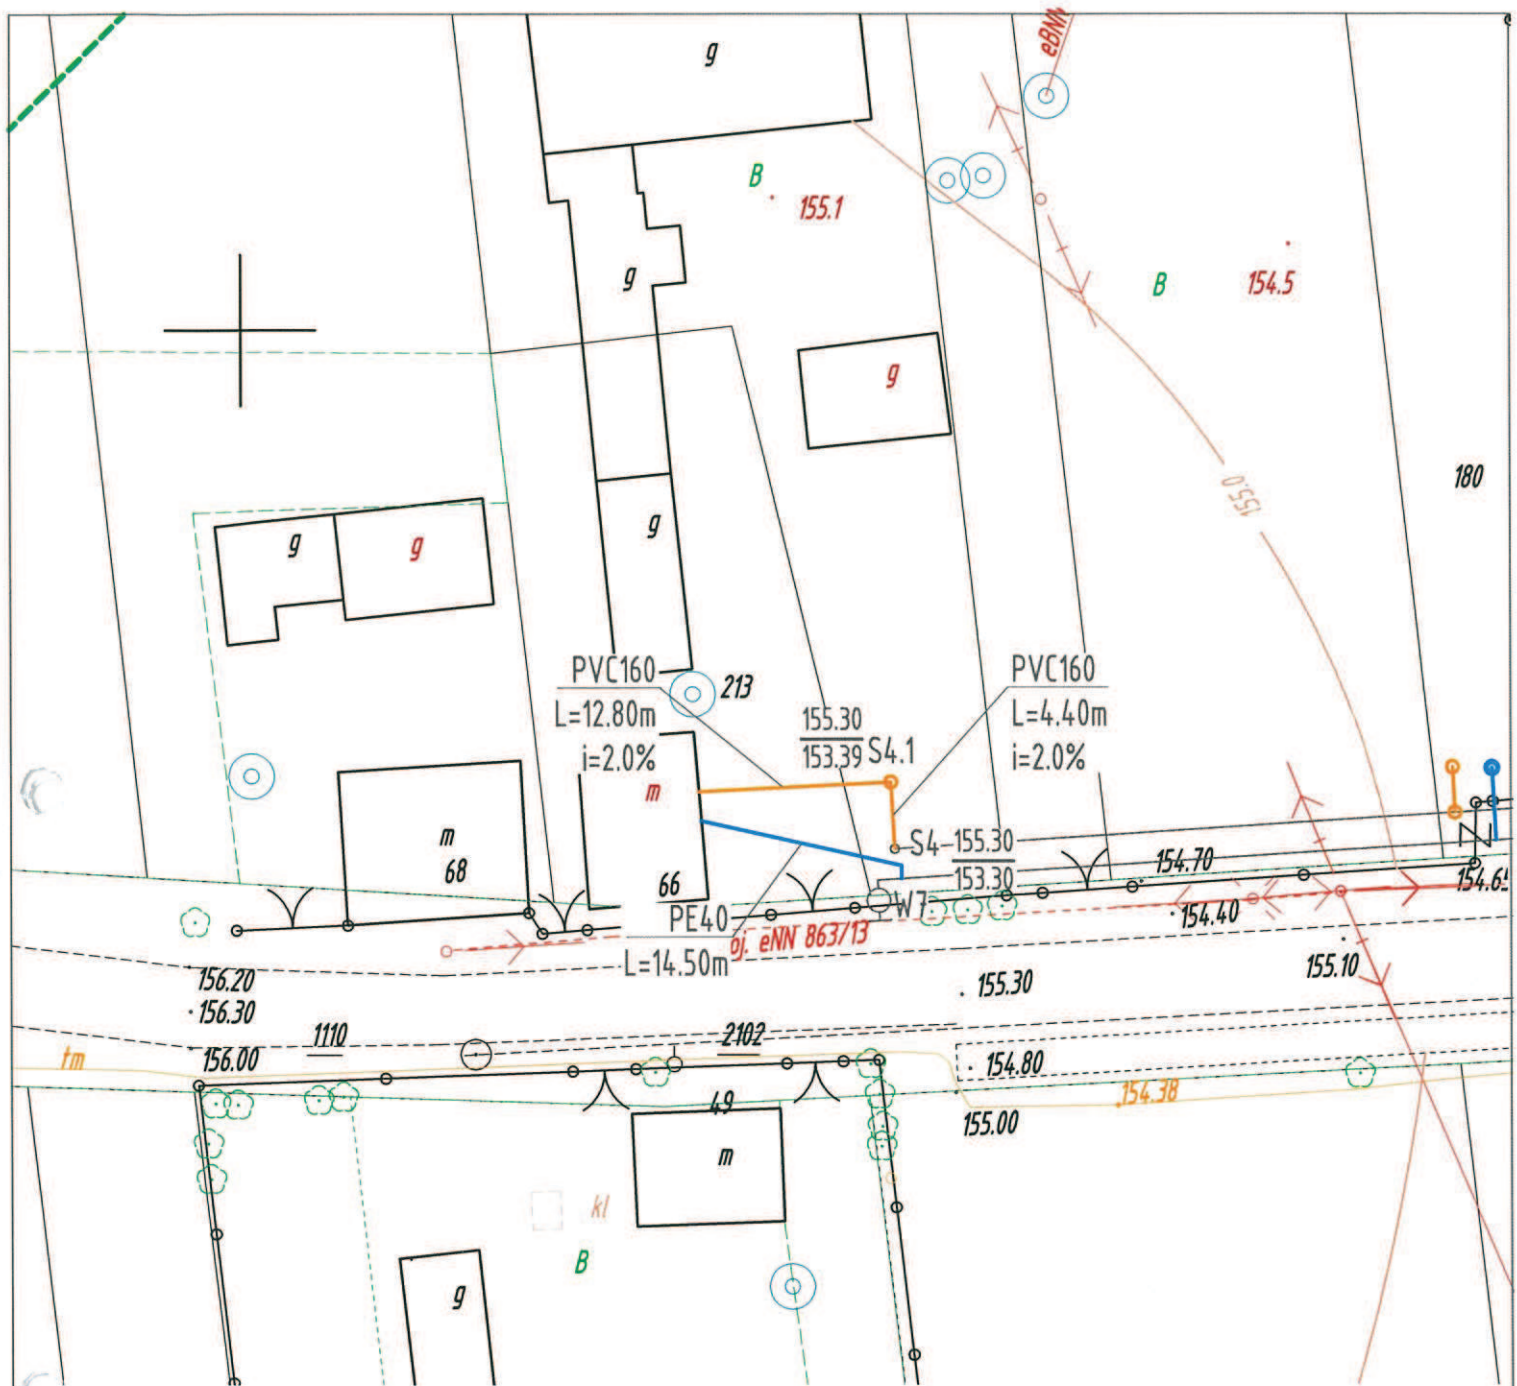 g
eBNN
B
155.1
g
B
154.5
g
180
155.0
g
g
g
PVC160
L=12.80m
i=2.0%
213
155.30
153.39 S4.1
PVC160
L=4.40m
i=2.0%
m
m
68
66
S4 155.30
153.30
154.70
154.65
PE40
L=14.50m
W7
oj. eNN 863/13
154.40
155.10
156.20
156.30
155.30
1110
2102
tm
156.00
154.80
154.38
49
155.00
m
kl
B
g